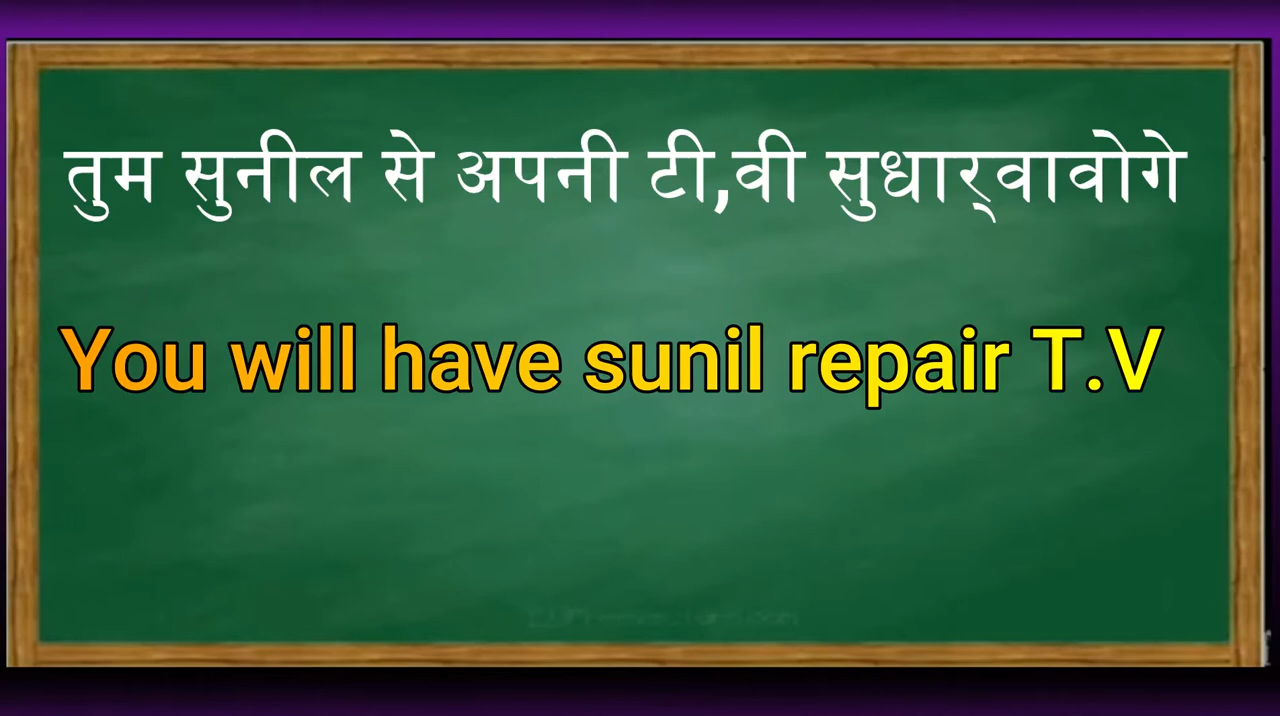 तुम सुनील से अपनी टी,वी सुधार्‌वावोगे
You will have sunil repair T.V